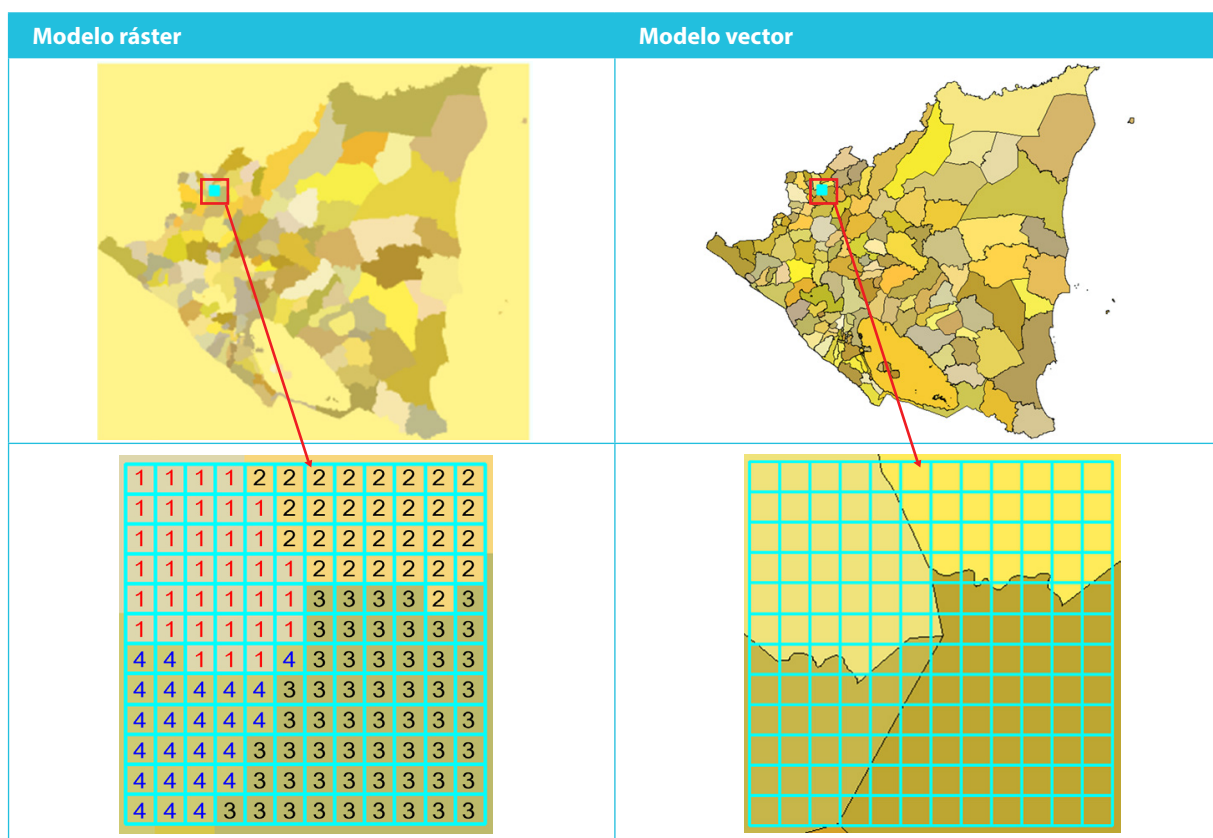 Modelo ráster
Modelo vector
1 1 1 1 2 2 2 2 2 2 2 2
1 1 1 1 1 2 2 2 2 2 2 2
1 1 1 1 1 2 2 2 2 2 2 2
1 1 1 1 1 1 2 2 2 2 2 2
1 1 1 1 1 1 3 3 3 3 2 3
1 1 1 1 1 1 3 3 3 3 3 3
4 4 1 1 1 4 3 3 3 3 3 3
4 4 4 4 4 3 3 3 3 3 3 3
4 4 4 4 4 3 3 3 3 3 3 3
4 4 4 4 3 3 3 3 3 3 3 3
4 4 4 4 3 3 3 3 3 3 3 3
4 4 4 3 3 3 3 3 3 3 3 3